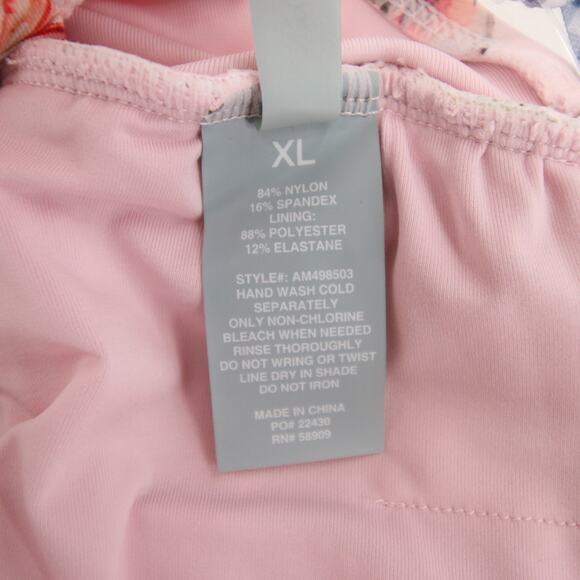 XL
84% NYLON
16% SPANDEX
LINING:
88% POLYESTER
12% ELASTANE
STYLE#: AM498503
HAND WASH COLD
SEPARATELY
ONLY NON-CHLORINE
BLEACH WHEN NEEDED
RINSE THOROUGHLY
DO NOT WRING OR TWIST
LINE DRY IN SHADE
DO NOT IRON
MADE IN CHINA
PO# 22430
RN# 58909